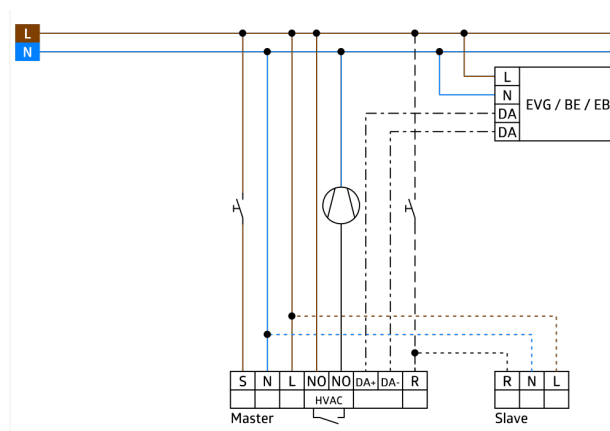 L
N
L
N
DA
DA
EVG / BE / EB
S N L NO NO DA+ DA- R
HVAC
Master
R N L
Slave